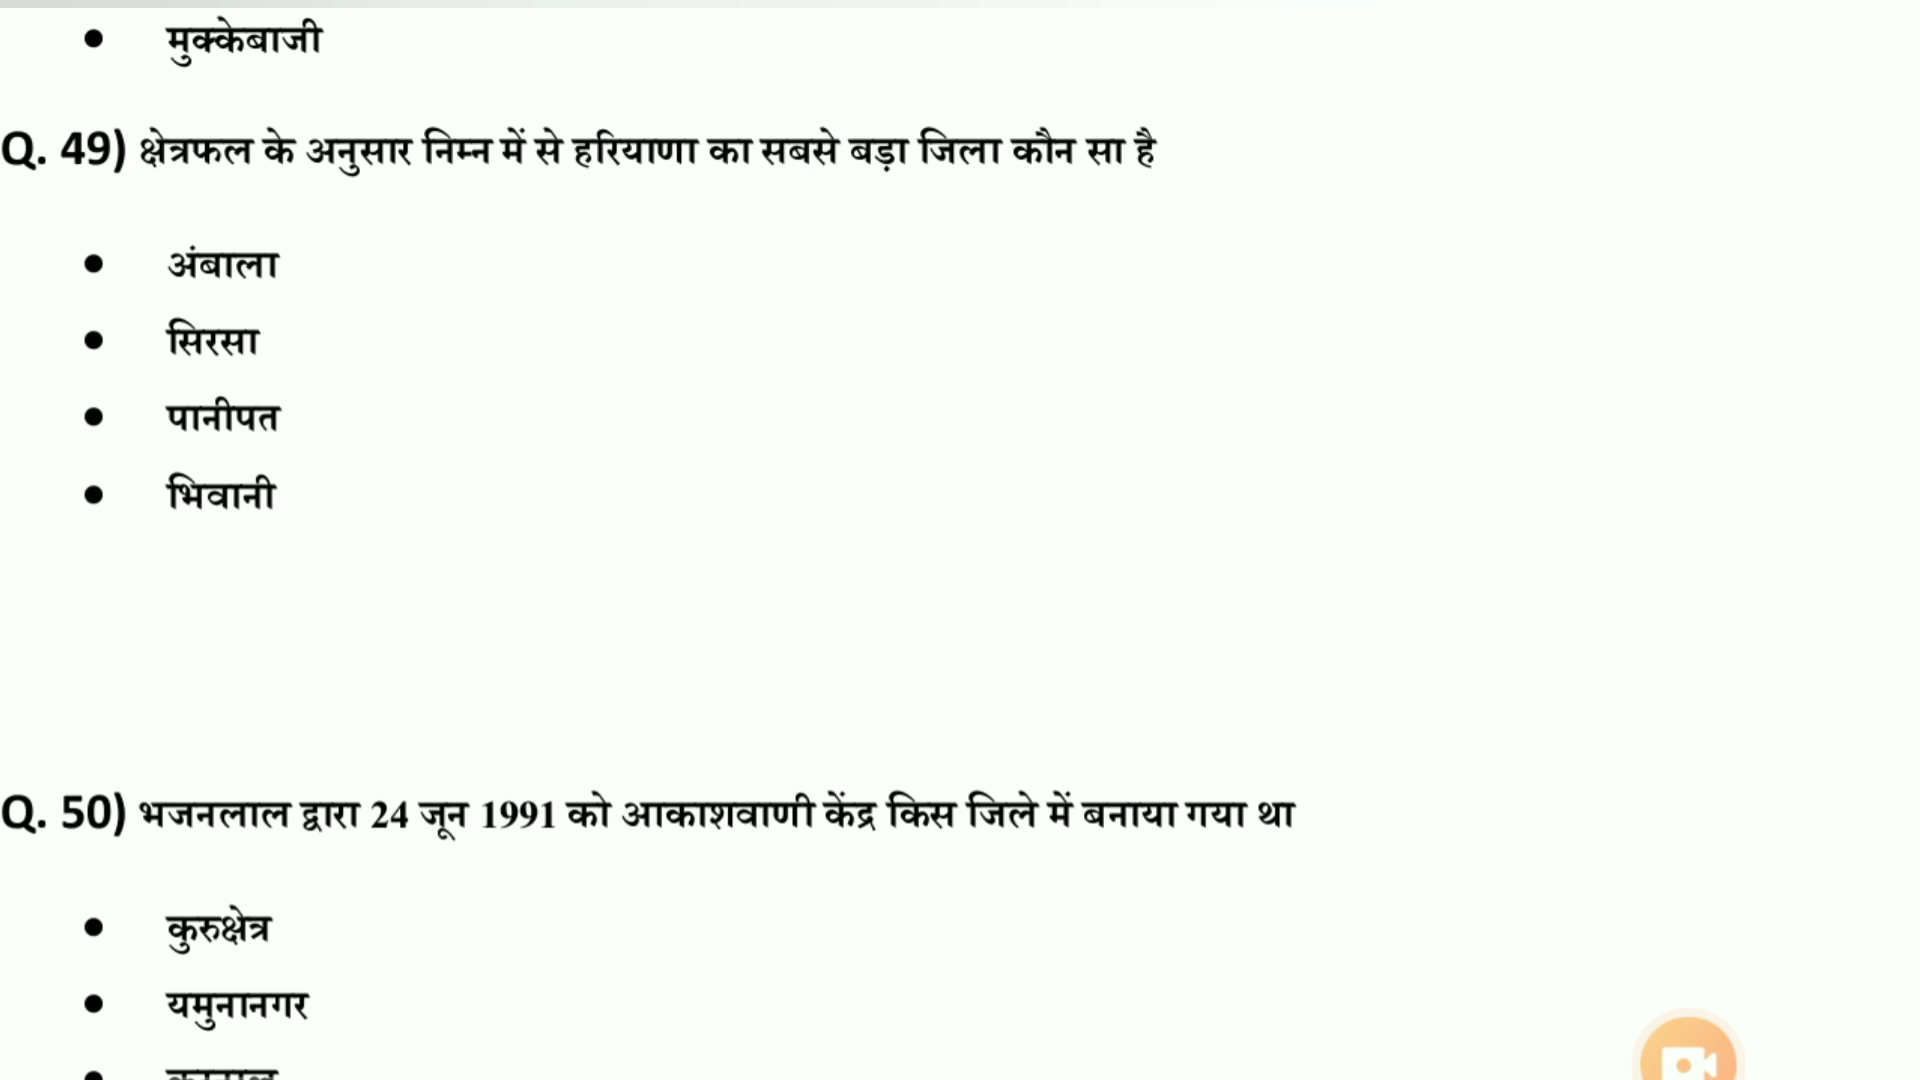 • मुक्केबाजी
Q. 49) क्षेत्रफल के अनुसार निम्न में से हरियाणा का सबसे बड़ा जिला कौन सा है
• अंबाला
• सिरसा
• पानीपत
• भिवानी
Q. 50) भजनलाल द्वारा 24 जून 1991 को आकाशवाणी केंद्र किस जिले में बनाया गया था
• कुरुक्षेत्र
• यमुनानगर